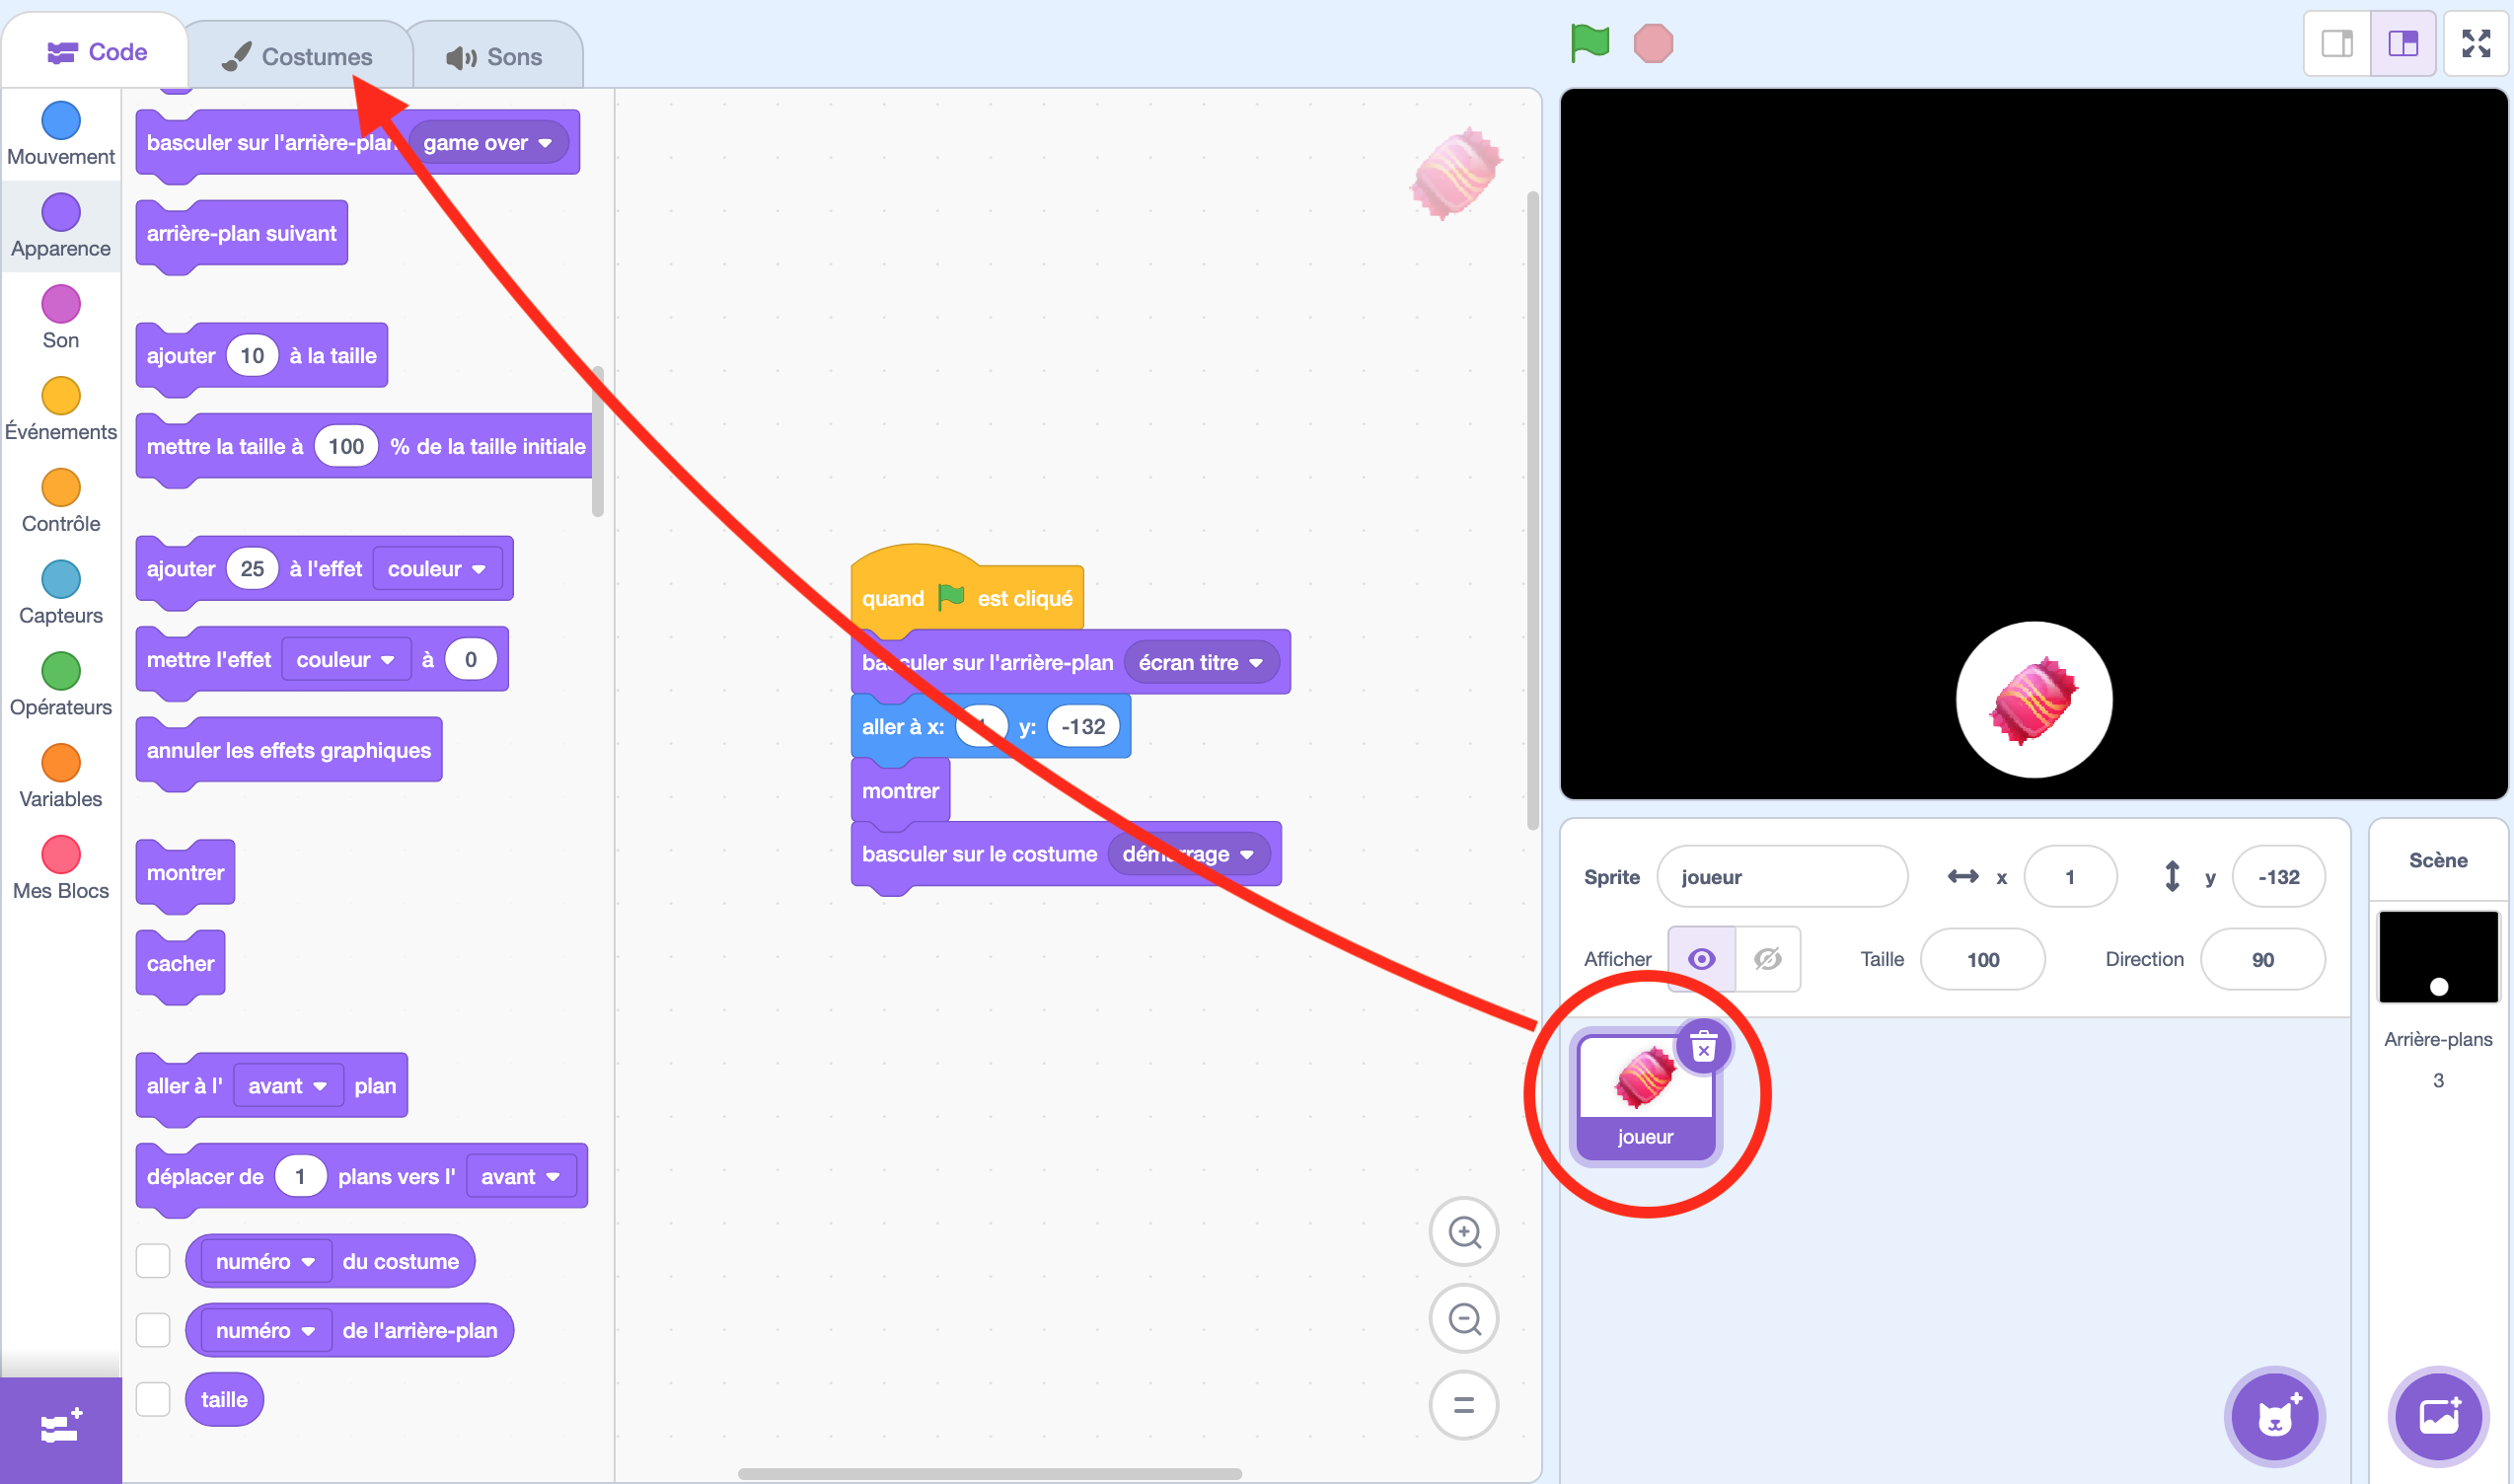 Code
Costumes
Sons
Mouvement
Apparence
Son
Événements
Contrôle
Capteurs
Opérateurs
Variables
Mes Blocs
basculer sur l'arrière-plan game over
arrière-plan suivant
ajouter 10 à la taille
mettre la taille à 100 % de la taille initiale
ajouter 25 à l'effet couleur
mettre l'effet couleur à 0
annuler les effets graphiques
montrer
cacher
aller à l' avant plan
déplacer de 1 plans vers l' avant
numéro du costume
numéro de l'arrière-plan
taille
quand est cliqué
basculer sur l'arrière-plan écran titre
aller à x: 1 y: -132
montrer
basculer sur le costume démarrage
Sprite joueur x 1 y -132
Afficher Taille 100 Direction 90
joueur
Scène
Arrière-plans
3